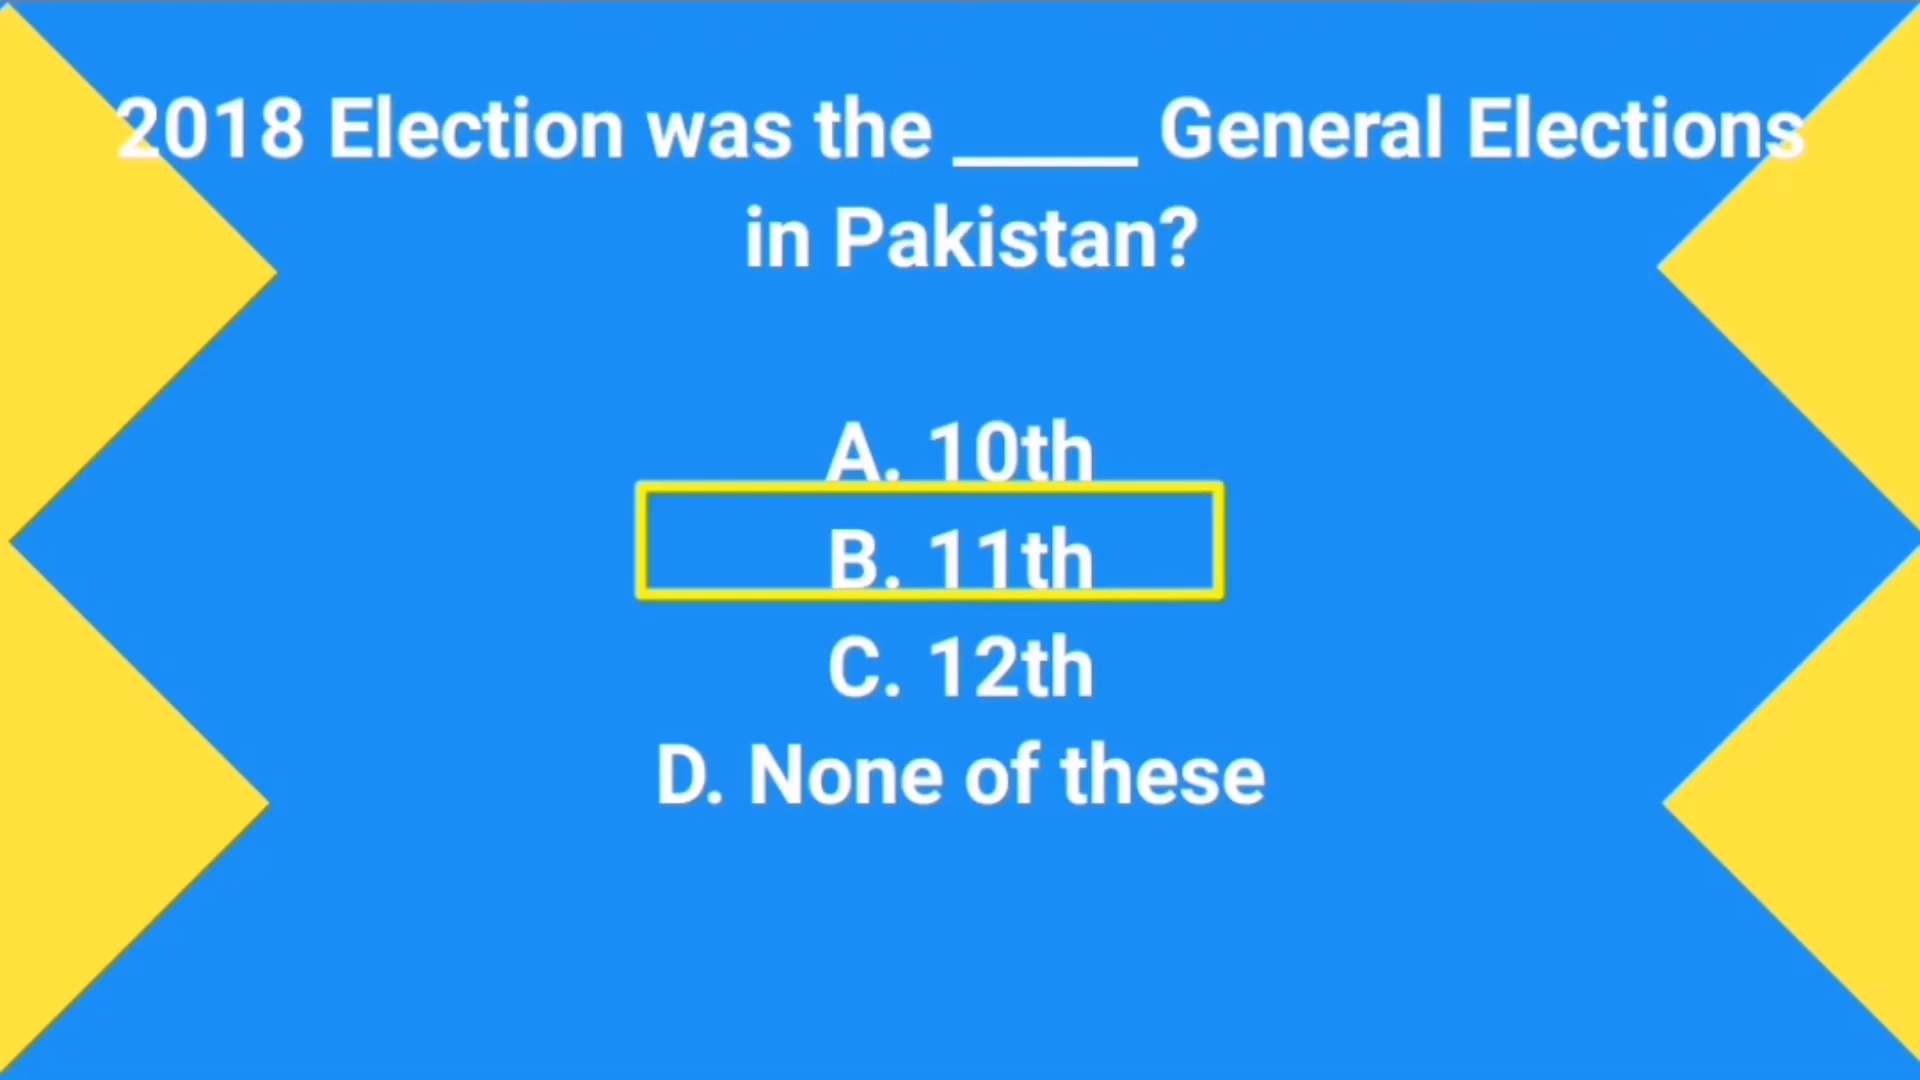 2018 Election was the _____ General Elections
in Pakistan?
A. 10th
B. 11th
C. 12th
D. None of these